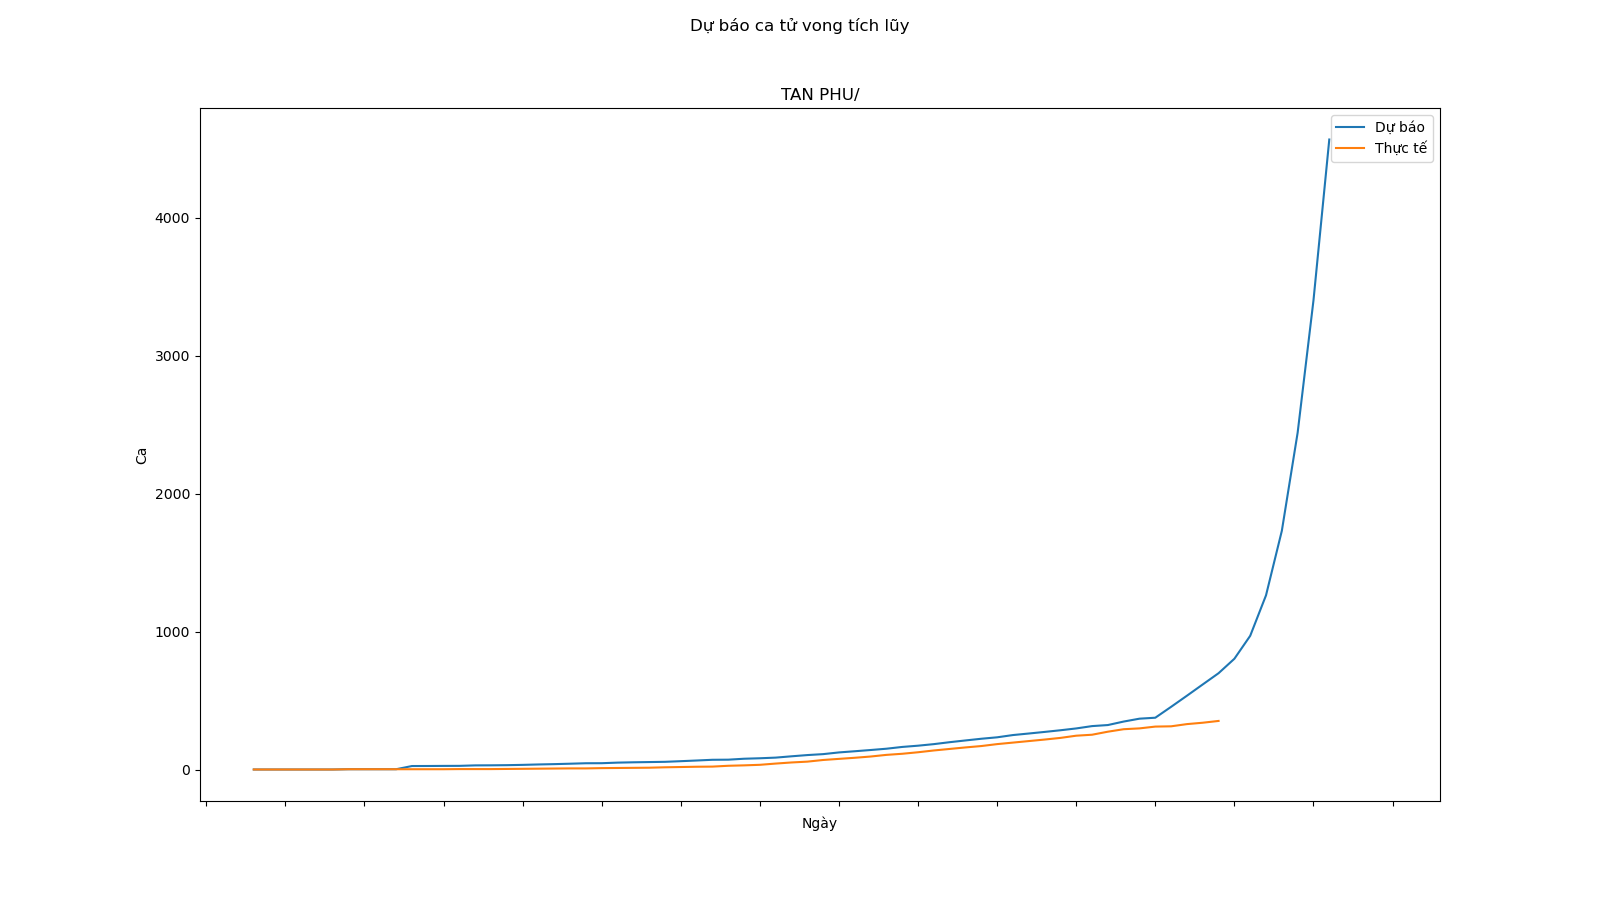 Dự báo ca tử vong tích lũy
TAN PHU/
Dự báo
Thực tế
4000
3000
2000
1000
0
Ca
Ngày